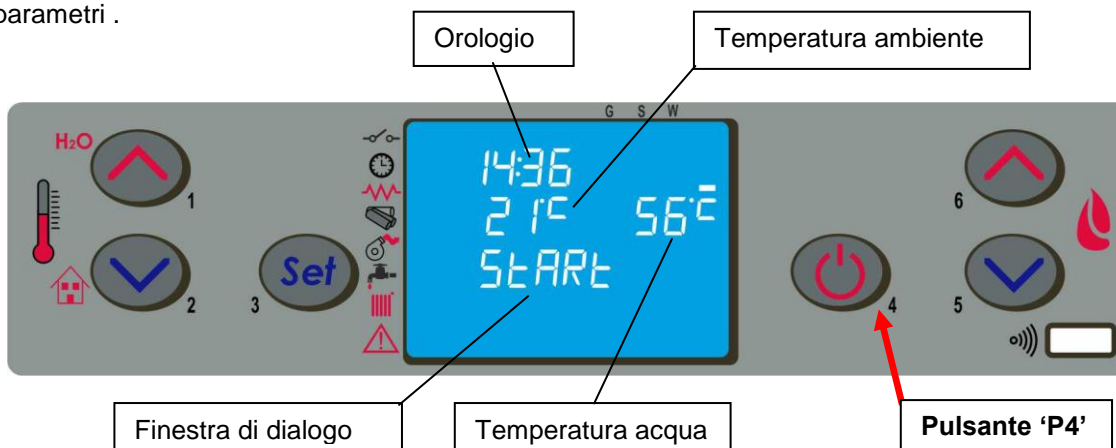 parametri .
Orologio
Temperatura ambiente
G S W
H₂O
1
2
3
Set
14:36
21°C
56°C
StARt
4
5
6
Finestra di dialogo
Temperatura acqua
Pulsante ‘P4’